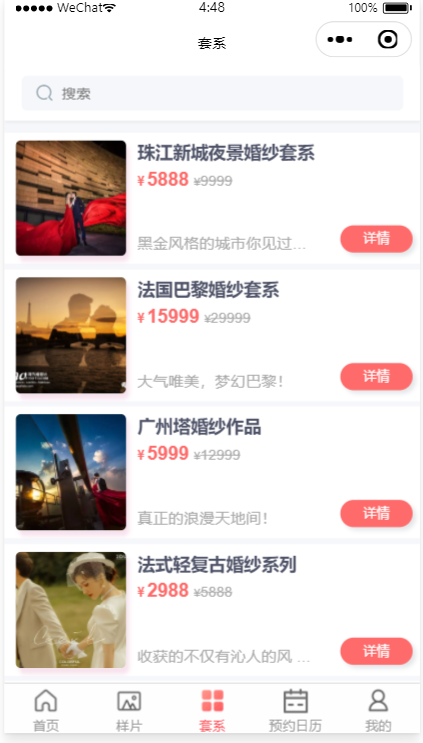 WeChat 4:48 100%
套系
搜索
珠江新城夜景婚纱套系
¥5888 ¥9999
黑金风格的城市你见过...
详情
法国巴黎婚纱套系
¥15999 ¥29999
大气唯美，梦幻巴黎！
详情
广州塔婚纱作品
¥5999 ¥12999
真正的浪漫天地间！
详情
法式轻复古婚纱系列
¥2988 ¥5888
收获的不仅有沁人的风 ...
详情
首页 样片 套系 预约日历 我的